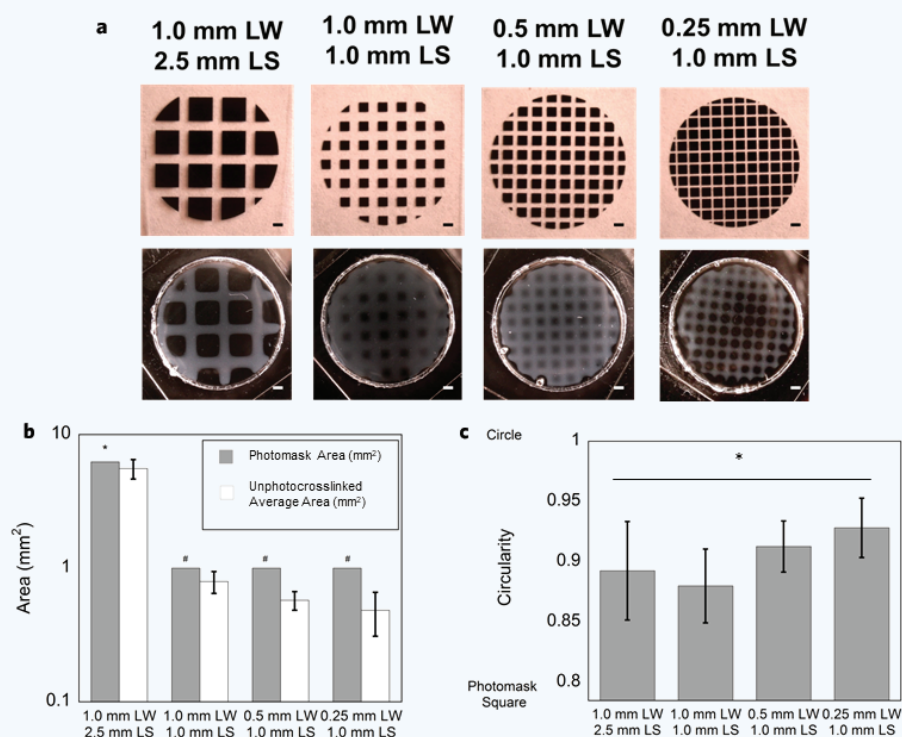 a
1.0 mm LW
2.5 mm LS
1.0 mm LW
1.0 mm LS
0.5 mm LW
1.0 mm LS
0.25 mm LW
1.0 mm LS
b
10
1
0.1
Area (mm²)
*
#
#
#
Photomask Area (mm²)
Unphotocrosslinked
Average Area (mm²)
1.0 mm LW
2.5 mm LS
1.0 mm LW
1.0 mm LS
0.5 mm LW
1.0 mm LS
0.25 mm LW
1.0 mm LS
c
Circle
1
0.95
0.9
0.85
0.8
Circularity
Photomask
Square
*
1.0 mm LW
2.5 mm LS
1.0 mm LW
1.0 mm LS
0.5 mm LW
1.0 mm LS
0.25 mm LW
1.0 mm LS